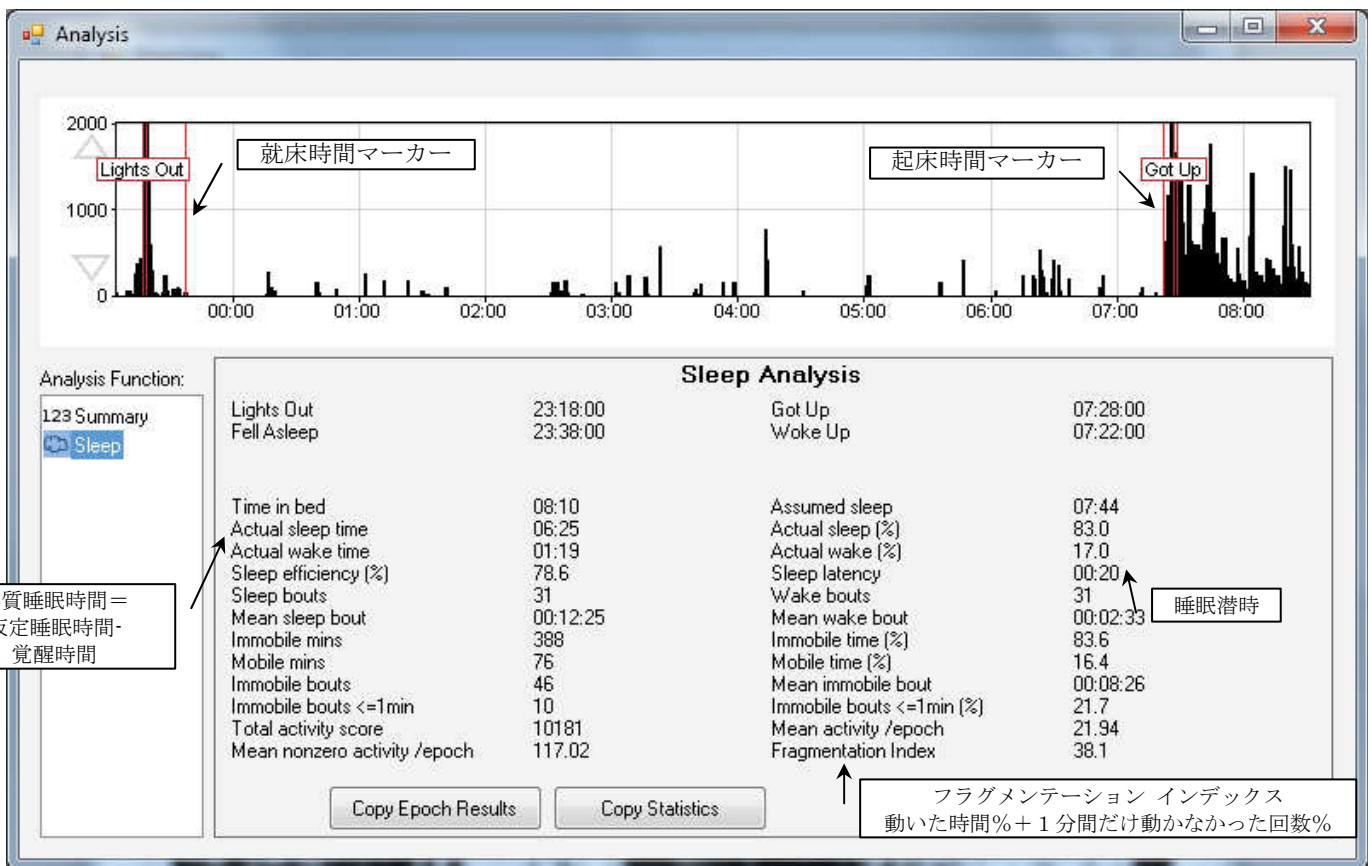 Analysis
2000
Lights Out
就床時間マーカー
起床時間マーカー
Got Up
1000
0
00:00 01:00 02:00 03:00 04:00 05:00 06:00 07:00 08:00
Analysis Function:
123 Summary
Sleep
Sleep Analysis
Lights Out 23:18:00 Got Up 07:28:00
Fell Asleep 23:38:00 Woke Up 07:22:00
Time in bed 08:10 Assumed sleep 07:44
Actual sleep time 06:25 Actual sleep (%) 83.0
Actual wake time 01:19 Actual wake (%) 17.0
Sleep efficiency (%) 78.6 Sleep latency 00:20
Sleep bouts 31 Wake bouts 31
Mean sleep bout 00:12:25 Mean wake bout 00:02:33
Immobile mins 388 Immobile time (%) 83.6
Mobile mins 76 Mobile time (%) 16.4
Immobile bouts 46 Mean immobile bout 00:08:26
Immobile bouts <=1min 10 Immobile bouts <=1min (%) 21.7
Total activity score 10181 Mean activity /epoch 21.94
Mean nonzero activity /epoch 117.02 Fragmentation Index 38.1
質睡眠時間＝
定睡眠時間-
覚醒時間
睡眠潜時
フラグメンテーション インデックス
動いた時間%＋１分間だけ動かなかった回数%
Copy Epoch Results Copy Statistics